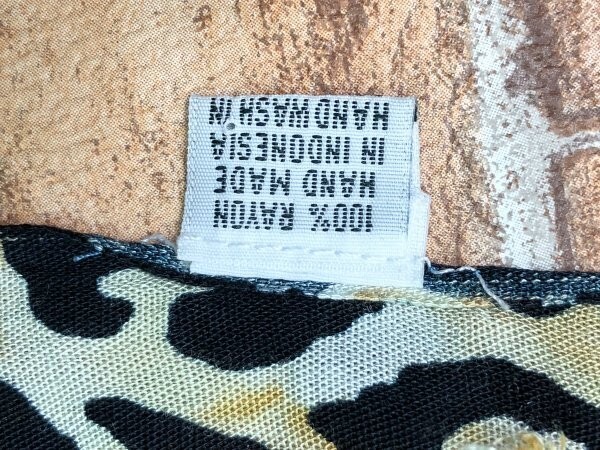 100% RAYON
HAND MADE
IN INDONESIA
HAND WASH IN